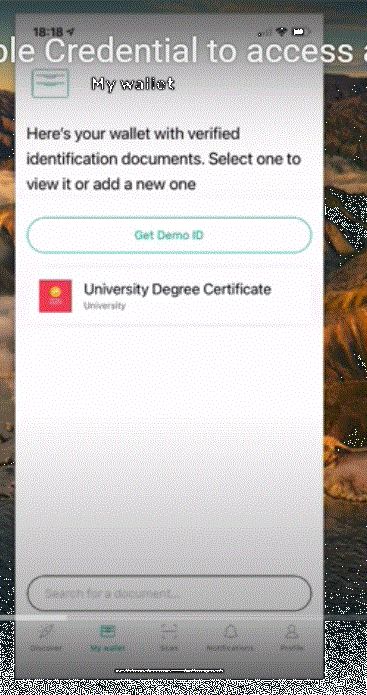 18:18
ble Credential to access a
My wallet
Here's your wallet with verified
identification documents. Select one to
view it or add a new one
Get Demo ID
University Degree Certificate
University
Search for a document...
Discover
My wallet
Scan
Notifications
Profile